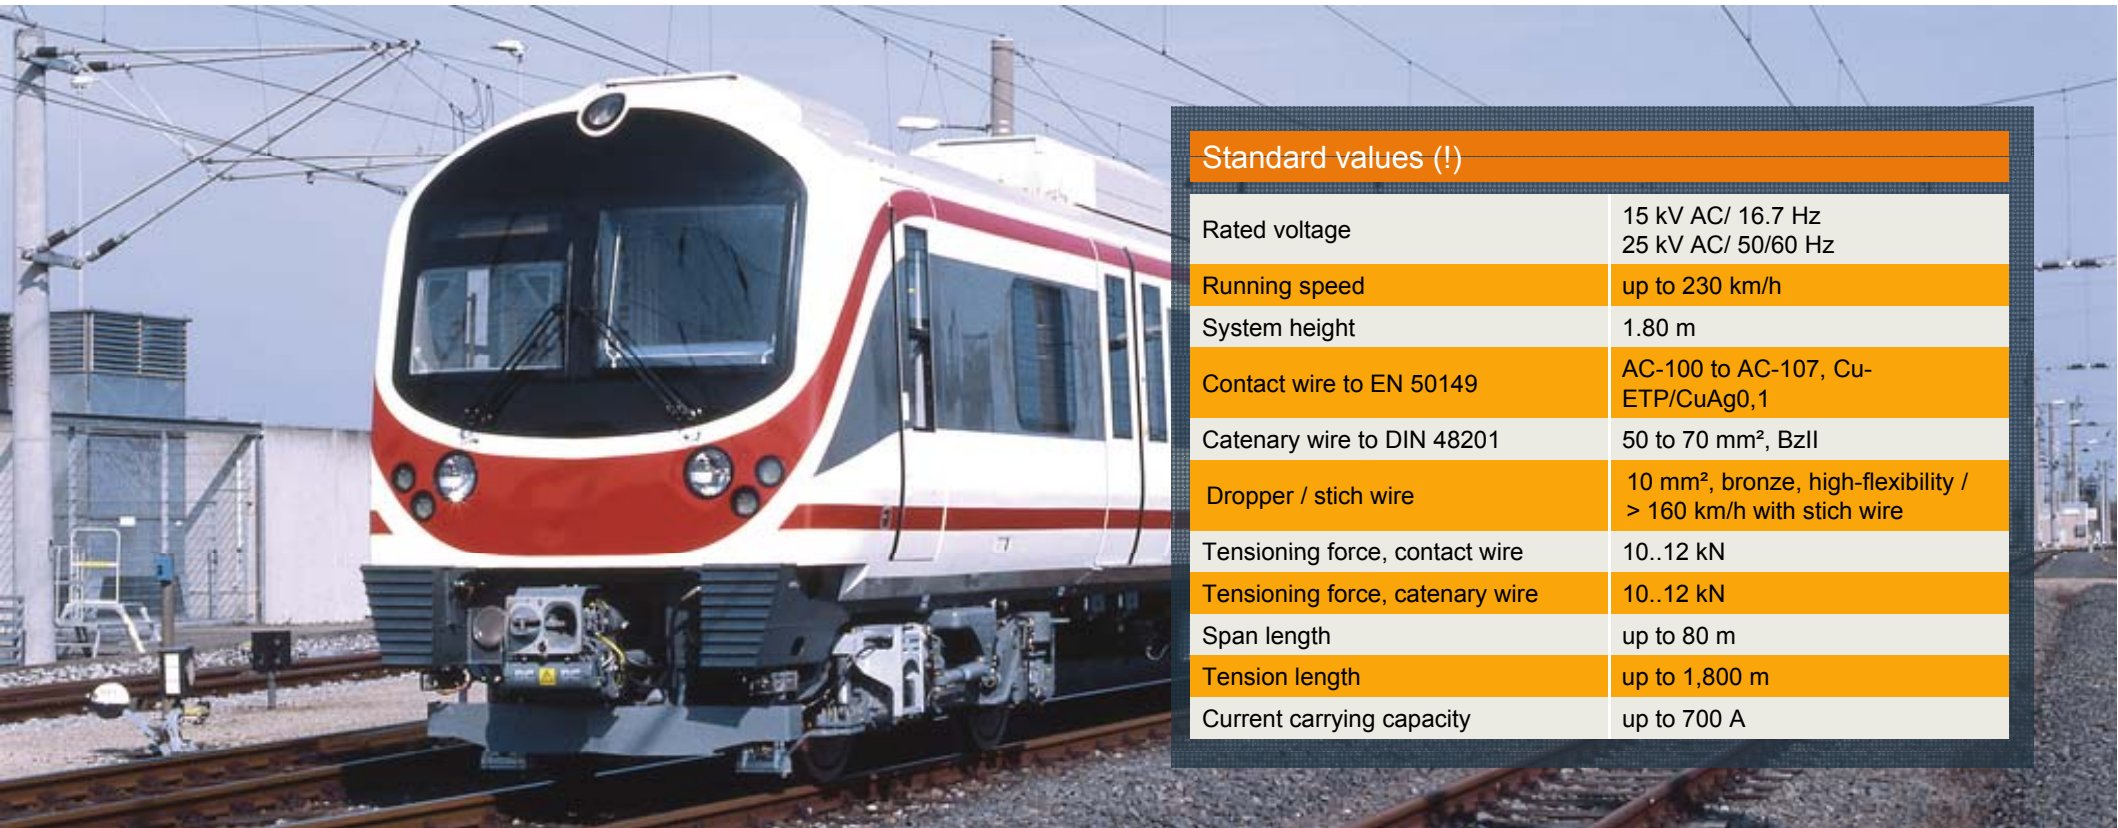 Standard values (!)
Rated voltage
15 kV AC/ 16.7 Hz
25 kV AC/ 50/60 Hz
Running speed
up to 230 km/h
System height
1.80 m
Contact wire to EN 50149
AC-100 to AC-107, Cu-
ETP/CuAg0,1
Catenary wire to DIN 48201
50 to 70 mm², BzII
Dropper / stich wire
10 mm², bronze, high-flexibility /
> 160 km/h with stich wire
Tensioning force, contact wire
10..12 kN
Tensioning force, catenary wire
10..12 kN
Span length
up to 80 m
Tension length
up to 1,800 m
Current carrying capacity
up to 700 A